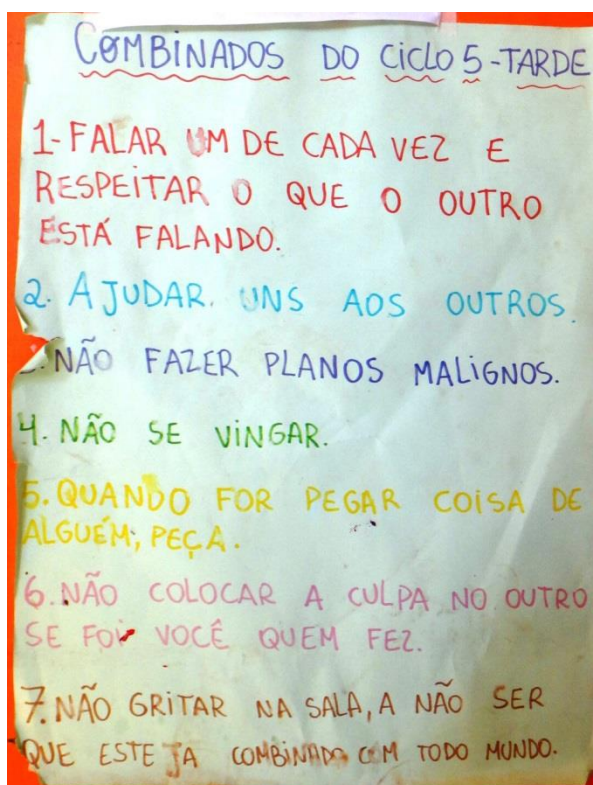 COMBINADOS DO CICLO 5-TARDE
1-FALAR UM DE CADA VEZ E
RESPEITAR O QUE O OUTRO
ESTÁ FALANDO.
2. AJUDAR. UNS AOS OUTROS.
NÃO FAZER PLANOS MALIGNOS.
4. NÃO SE VINGAR.
5. QUANDO FOR PEGAR COISA DE
ALGUÉM, PEÇA.
6. NÃO COLOCAR A CULPA NO OUTRO
SE FOI VOCÊ QUEM FEZ.
7. NÃO GRITAR NA SALA, A NÃO SER
QUE ESTEJA COMBINADO COM TODO MUNDO.